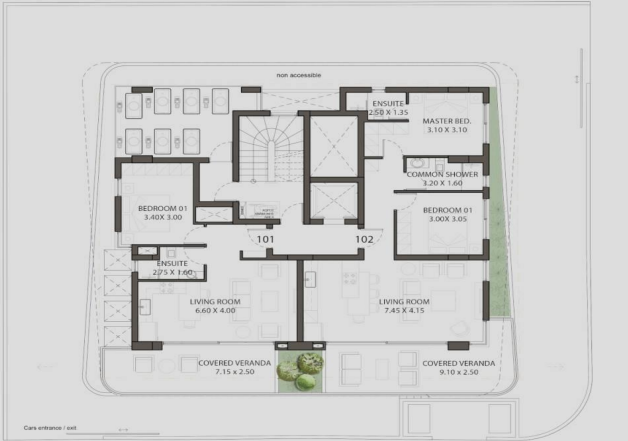 non accessible
ENSUITE
2.50 X 1.35
MASTER BED.
3.10 X 3.10
COMMON SHOWER
3.20 X 1.60
BEDROOM 01
3.40X 3.00
BEDROOM 01
3.00X 3.05
101
102
ENSUITE
2.75 X 1.60
LIVING ROOM
6.60 X 4.00
LIVING ROOM
7.45 X 4.15
COVERED VERANDA
7.15 x 2.50
COVERED VERANDA
9.10 x 2.50
Cars entrance / exit